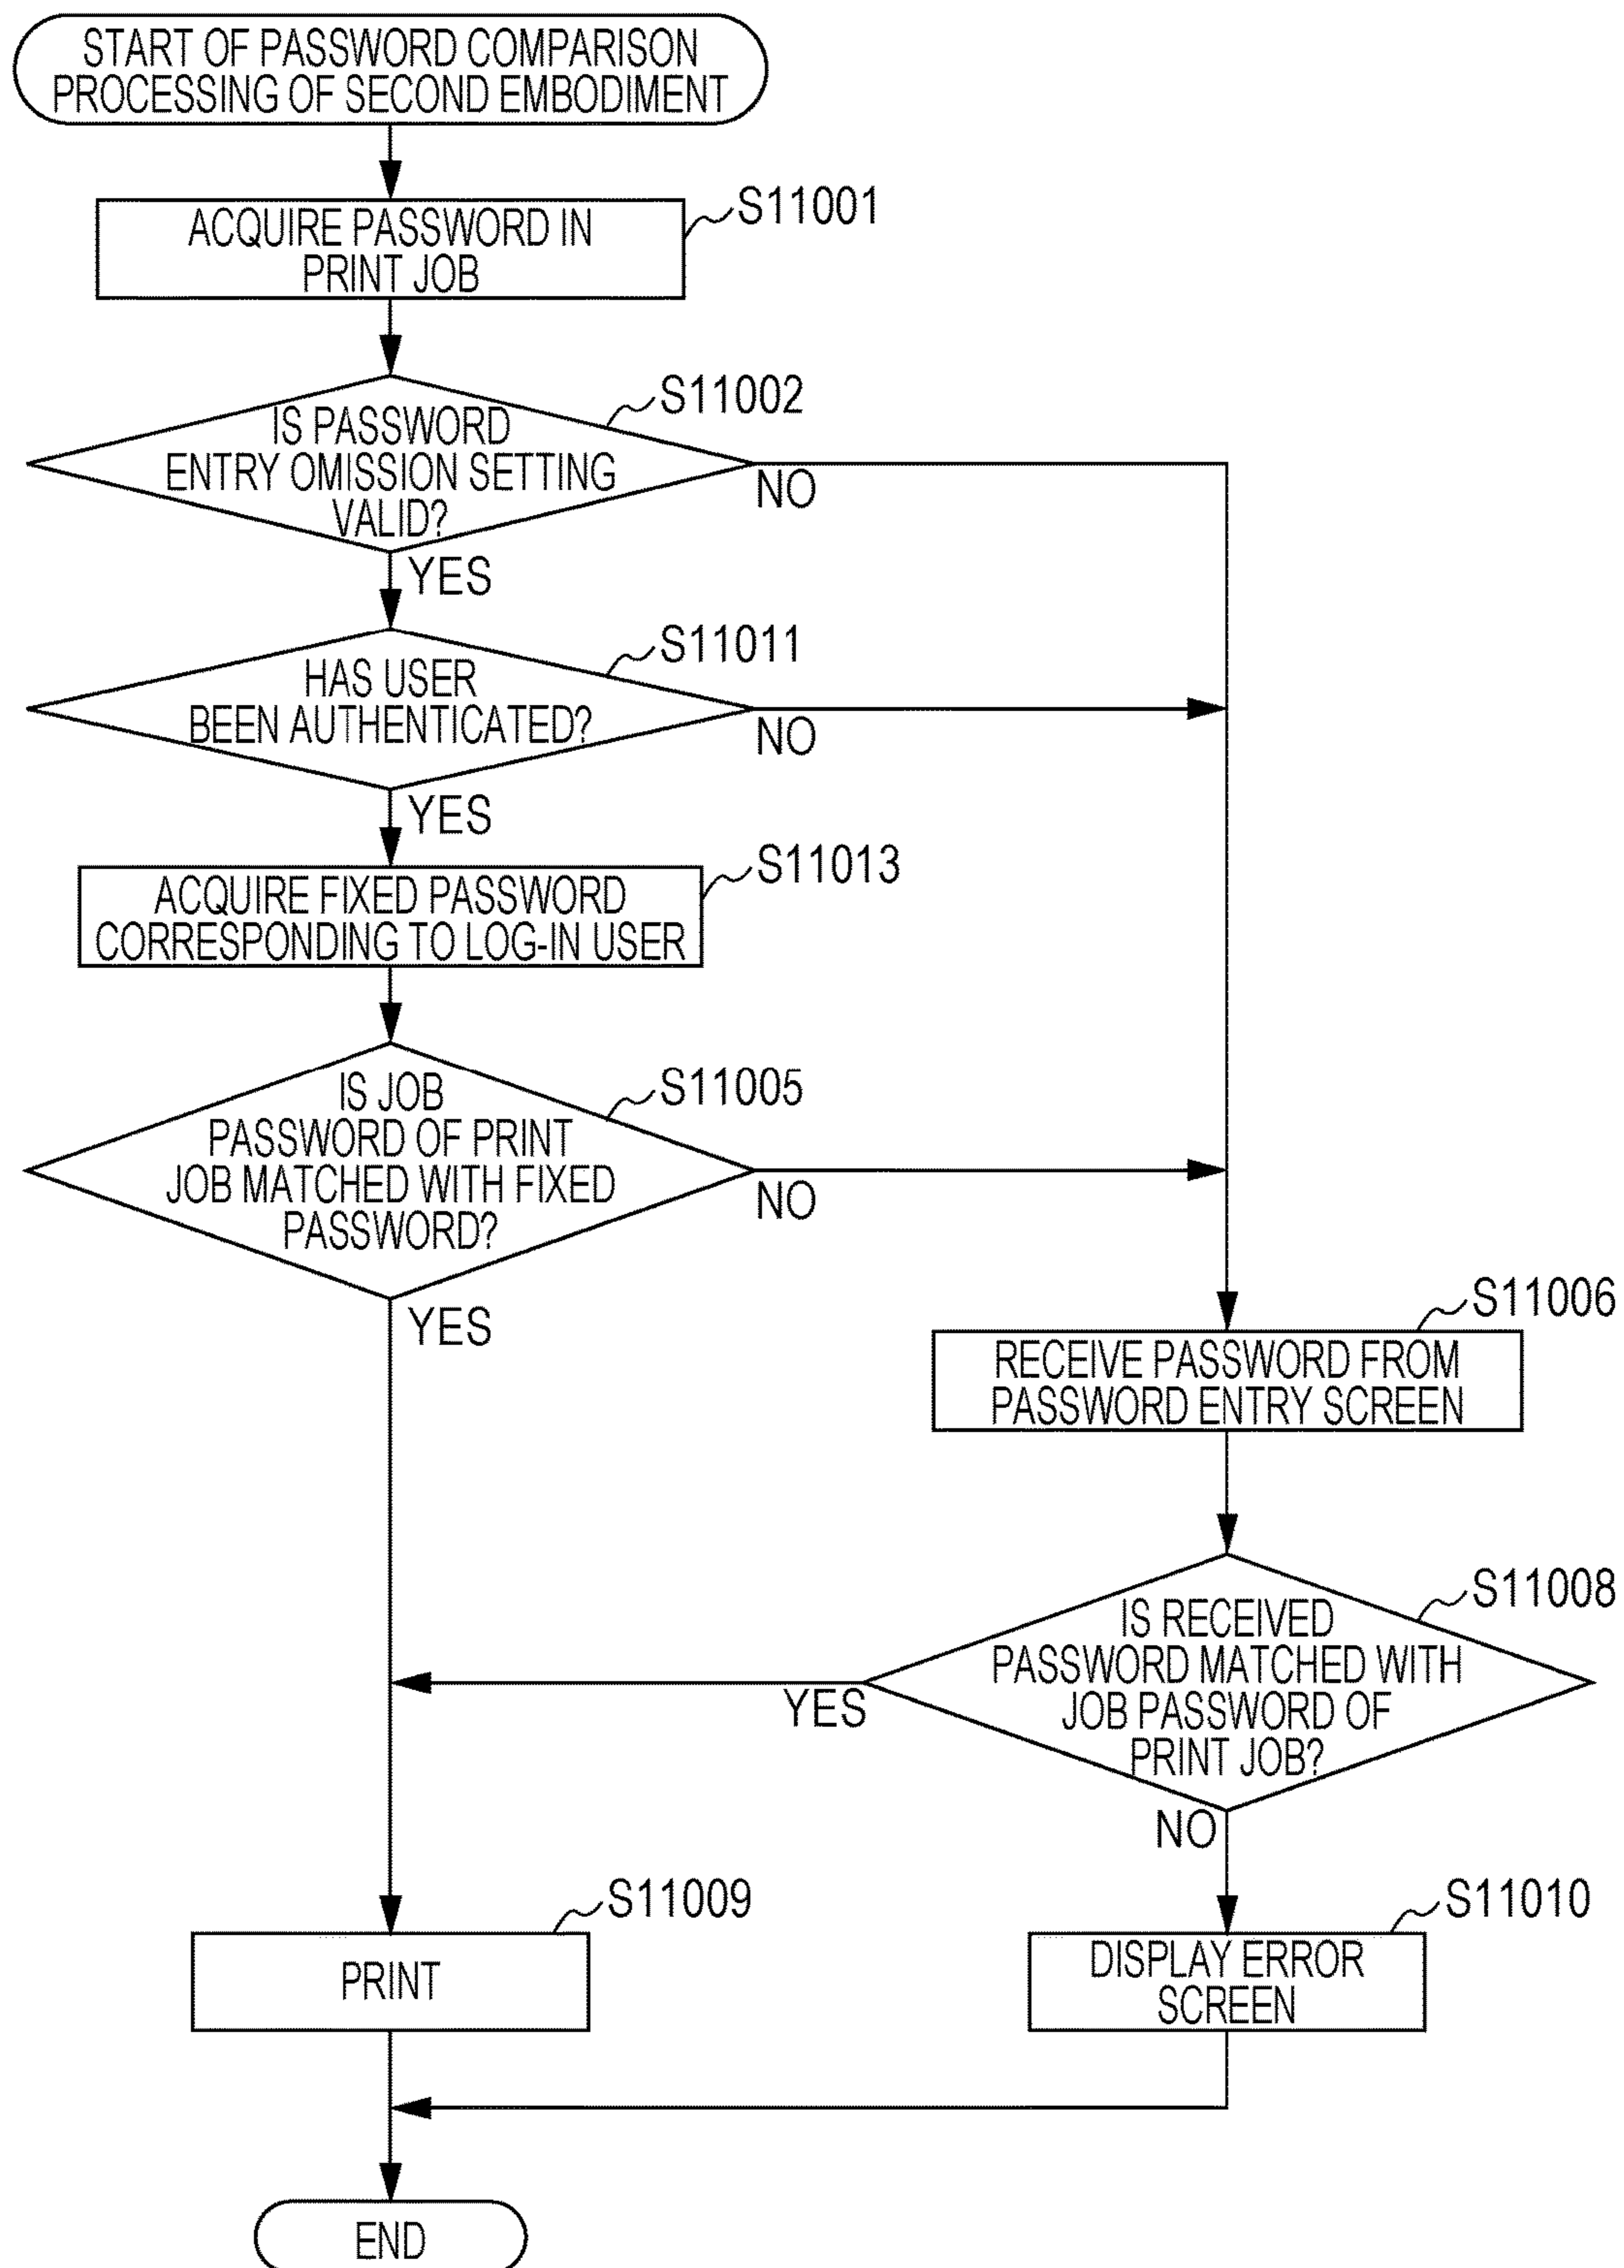 START OF PASSWORD COMPARISON
PROCESSING OF SECOND EMBODIMENT
S11001
ACQUIRE PASSWORD IN
PRINT JOB
S11002
IS PASSWORD
ENTRY OMISSION SETTING
VALID?
NO
YES
S11011
HAS USER
BEEN AUTHENTICATED?
NO
YES
S11013
ACQUIRE FIXED PASSWORD
CORRESPONDING TO LOG-IN USER
S11005
IS JOB
PASSWORD OF PRINT
JOB MATCHED WITH FIXED
PASSWORD?
NO
YES
S11006
RECEIVE PASSWORD FROM
PASSWORD ENTRY SCREEN
S11008
IS RECEIVED
PASSWORD MATCHED WITH
JOB PASSWORD OF
PRINT JOB?
YES
NO
S11009
PRINT
S11010
DISPLAY ERROR
SCREEN
END